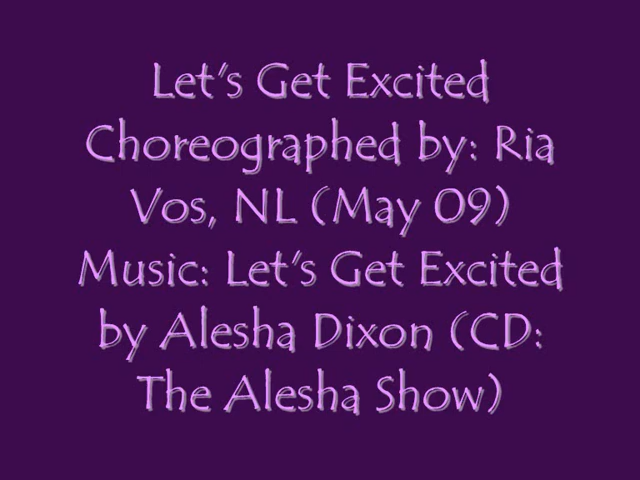 Let's Get Excited
Choreographed by: Ria
Vos, NL (May 09)
Music: Let's Get Excited
by Alesha Dixon (CD:
The Alesha Show)